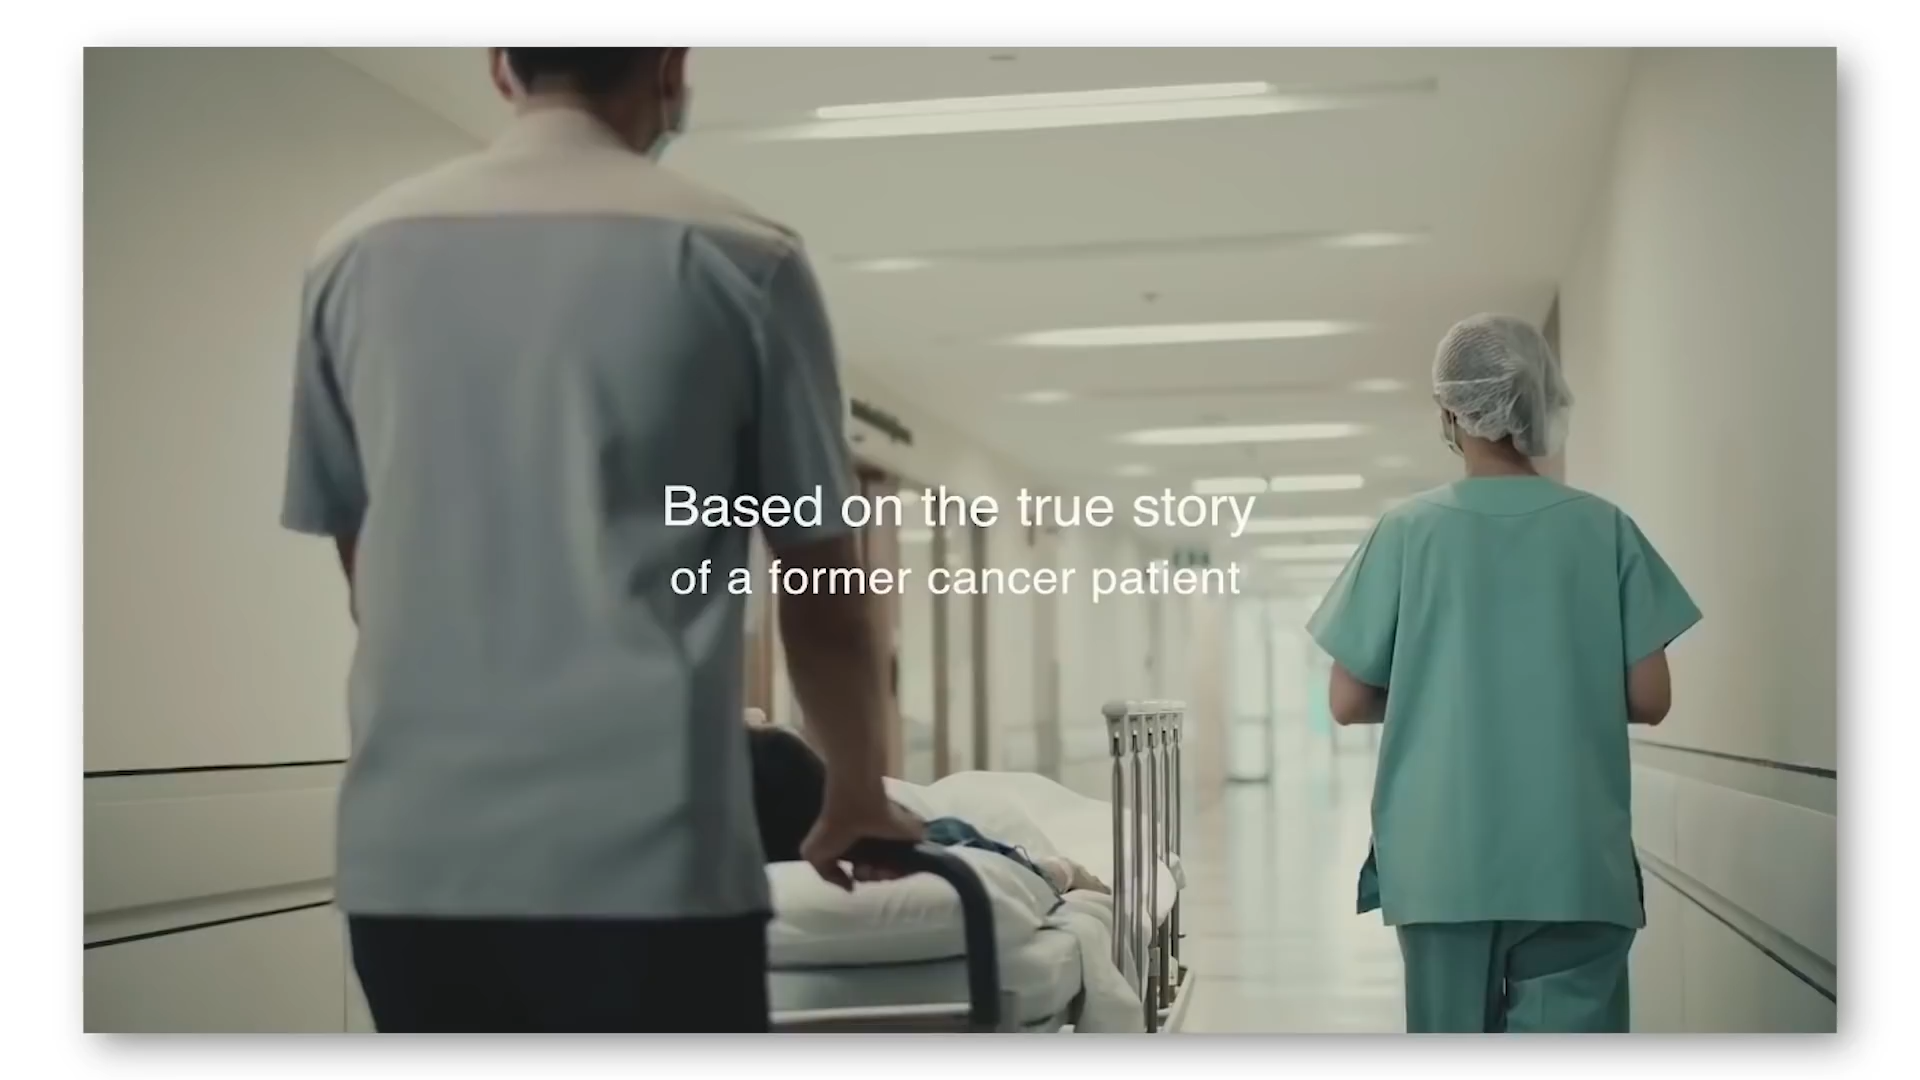 Based on the true story
of a former cancer patient